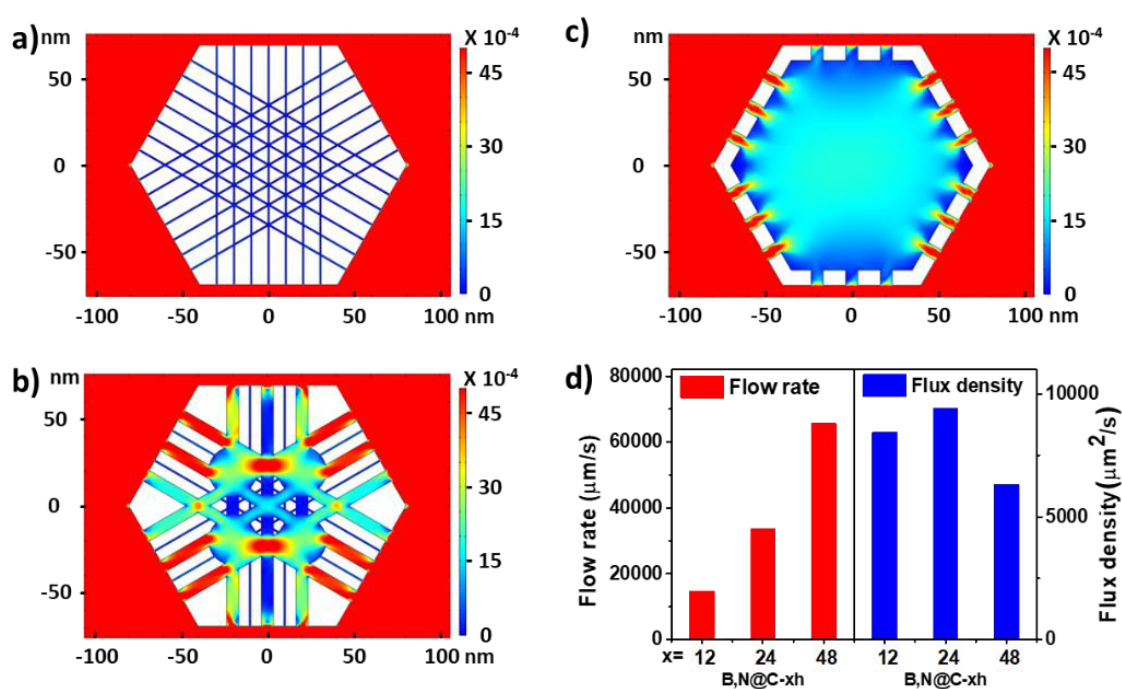 a)
nm
X 10-4
50
0
-50
45
30
15
0
-100
-50
0
50
100 nm
c)
nm
X 10-4
50
0
-50
45
30
15
0
-100
-50
0
50
100 nm
b)
nm
X 10-4
50
0
-50
45
30
15
0
-100
-50
0
50
100 nm
d)
Flow rate
Flux density
80000
60000
40000
20000
0
Flow rate (μm/s)
10000
5000
0
Flux density(μm²/s)
x= 12 24 48 12 24 48
B,N@C-xh B,N@C-xh